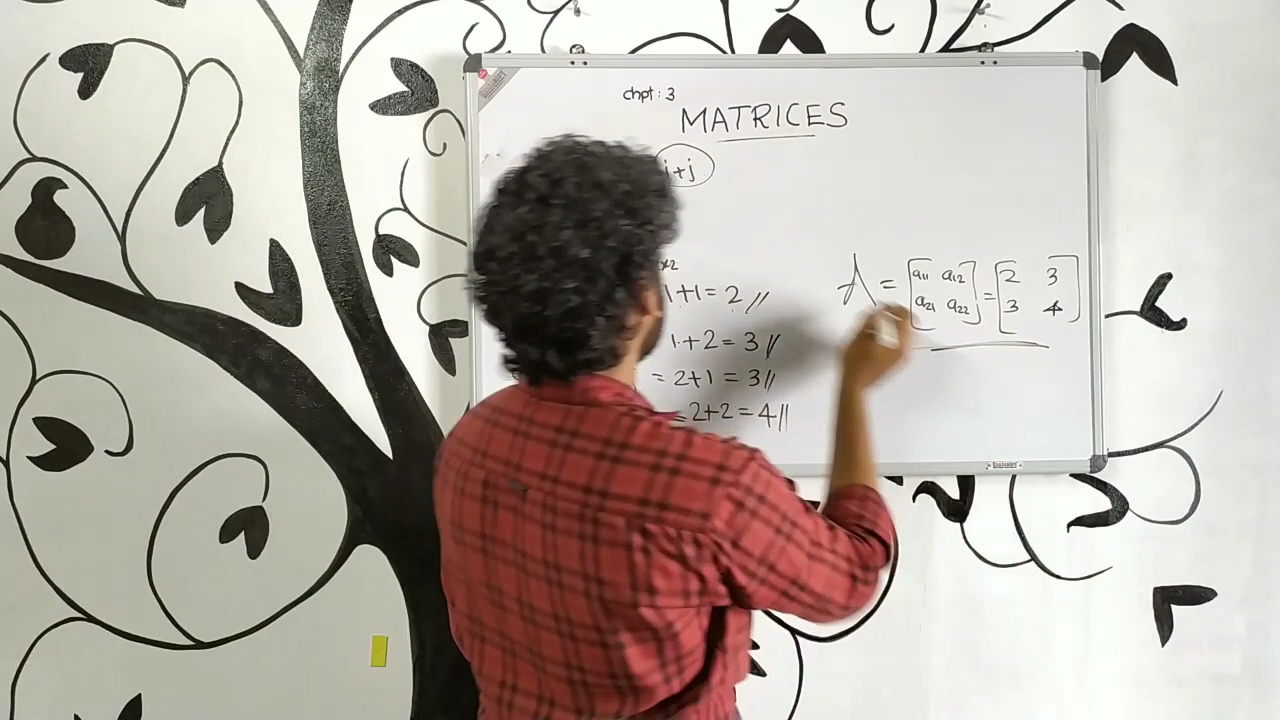 chpt : 3
MATRICES
i+j
x2
1+1 = 2 //
1+2 = 3 //
= 2+1 = 3 //
= 2+2 = 4 //
A = [a11 a12 = [2 3
a21 a22] 3 4]